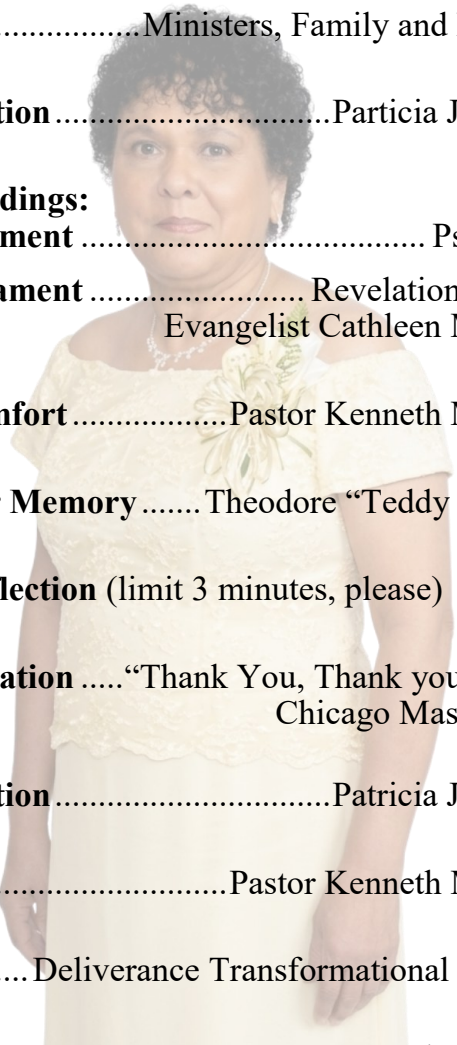 ..................Ministers, Family and
tion.................................Particia J
dings:
ment ......................................... Ps
ament .......................... Revelation
Evangelist Cathleen M
nfort..................Pastor Kenneth M
r Memory.......Theodore “Teddy
lection (limit 3 minutes, please)
ation .....“Thank You, Thank you
Chicago Mas
tion.................................Patricia J
...........................Pastor Kenneth M
....Deliverance Transformational